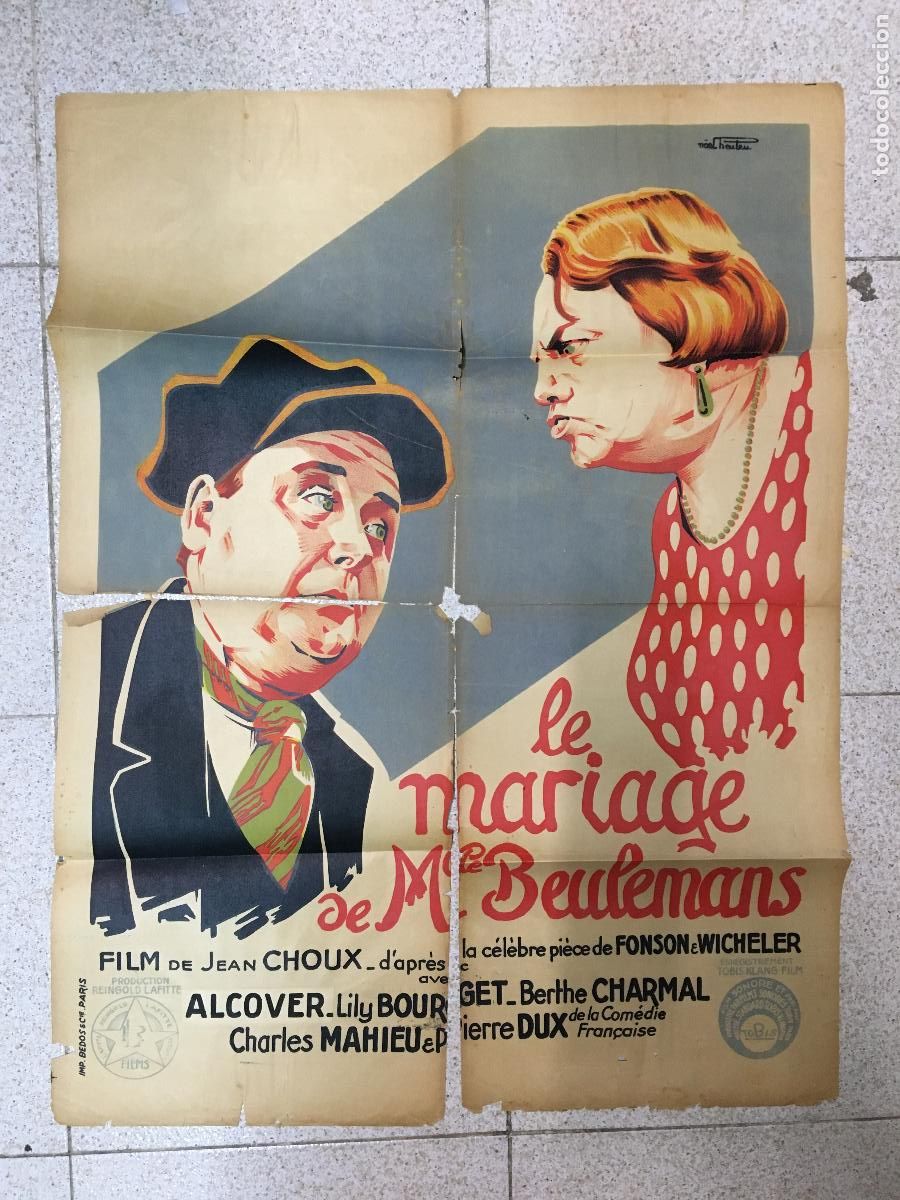 todocoleccion
le
mariage
de Mlle Beulemans
FILM DE JEAN CHOUX - d'après la célèbre pièce de FONSON & WICHELER
avec
ALCOVER - Lily BOURGET - Berthe CHARMAL
Charles MAHIEU & Pierre DUX de la Comédie Française
PRODUCTION
REINGOLD LAFITTE
FILMS
ENREGISTREMENT
TOBIS KLANG FILM
TOBIS
IMP. BEDOS & Cie, PARIS